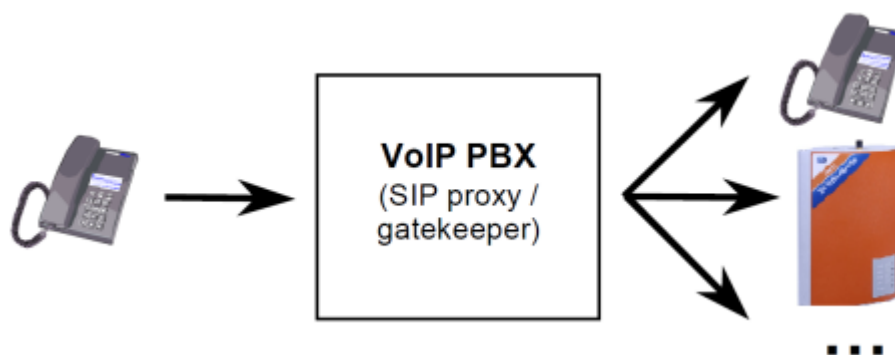 VoIP PBX
(SIP proxy /
gatekeeper)
...